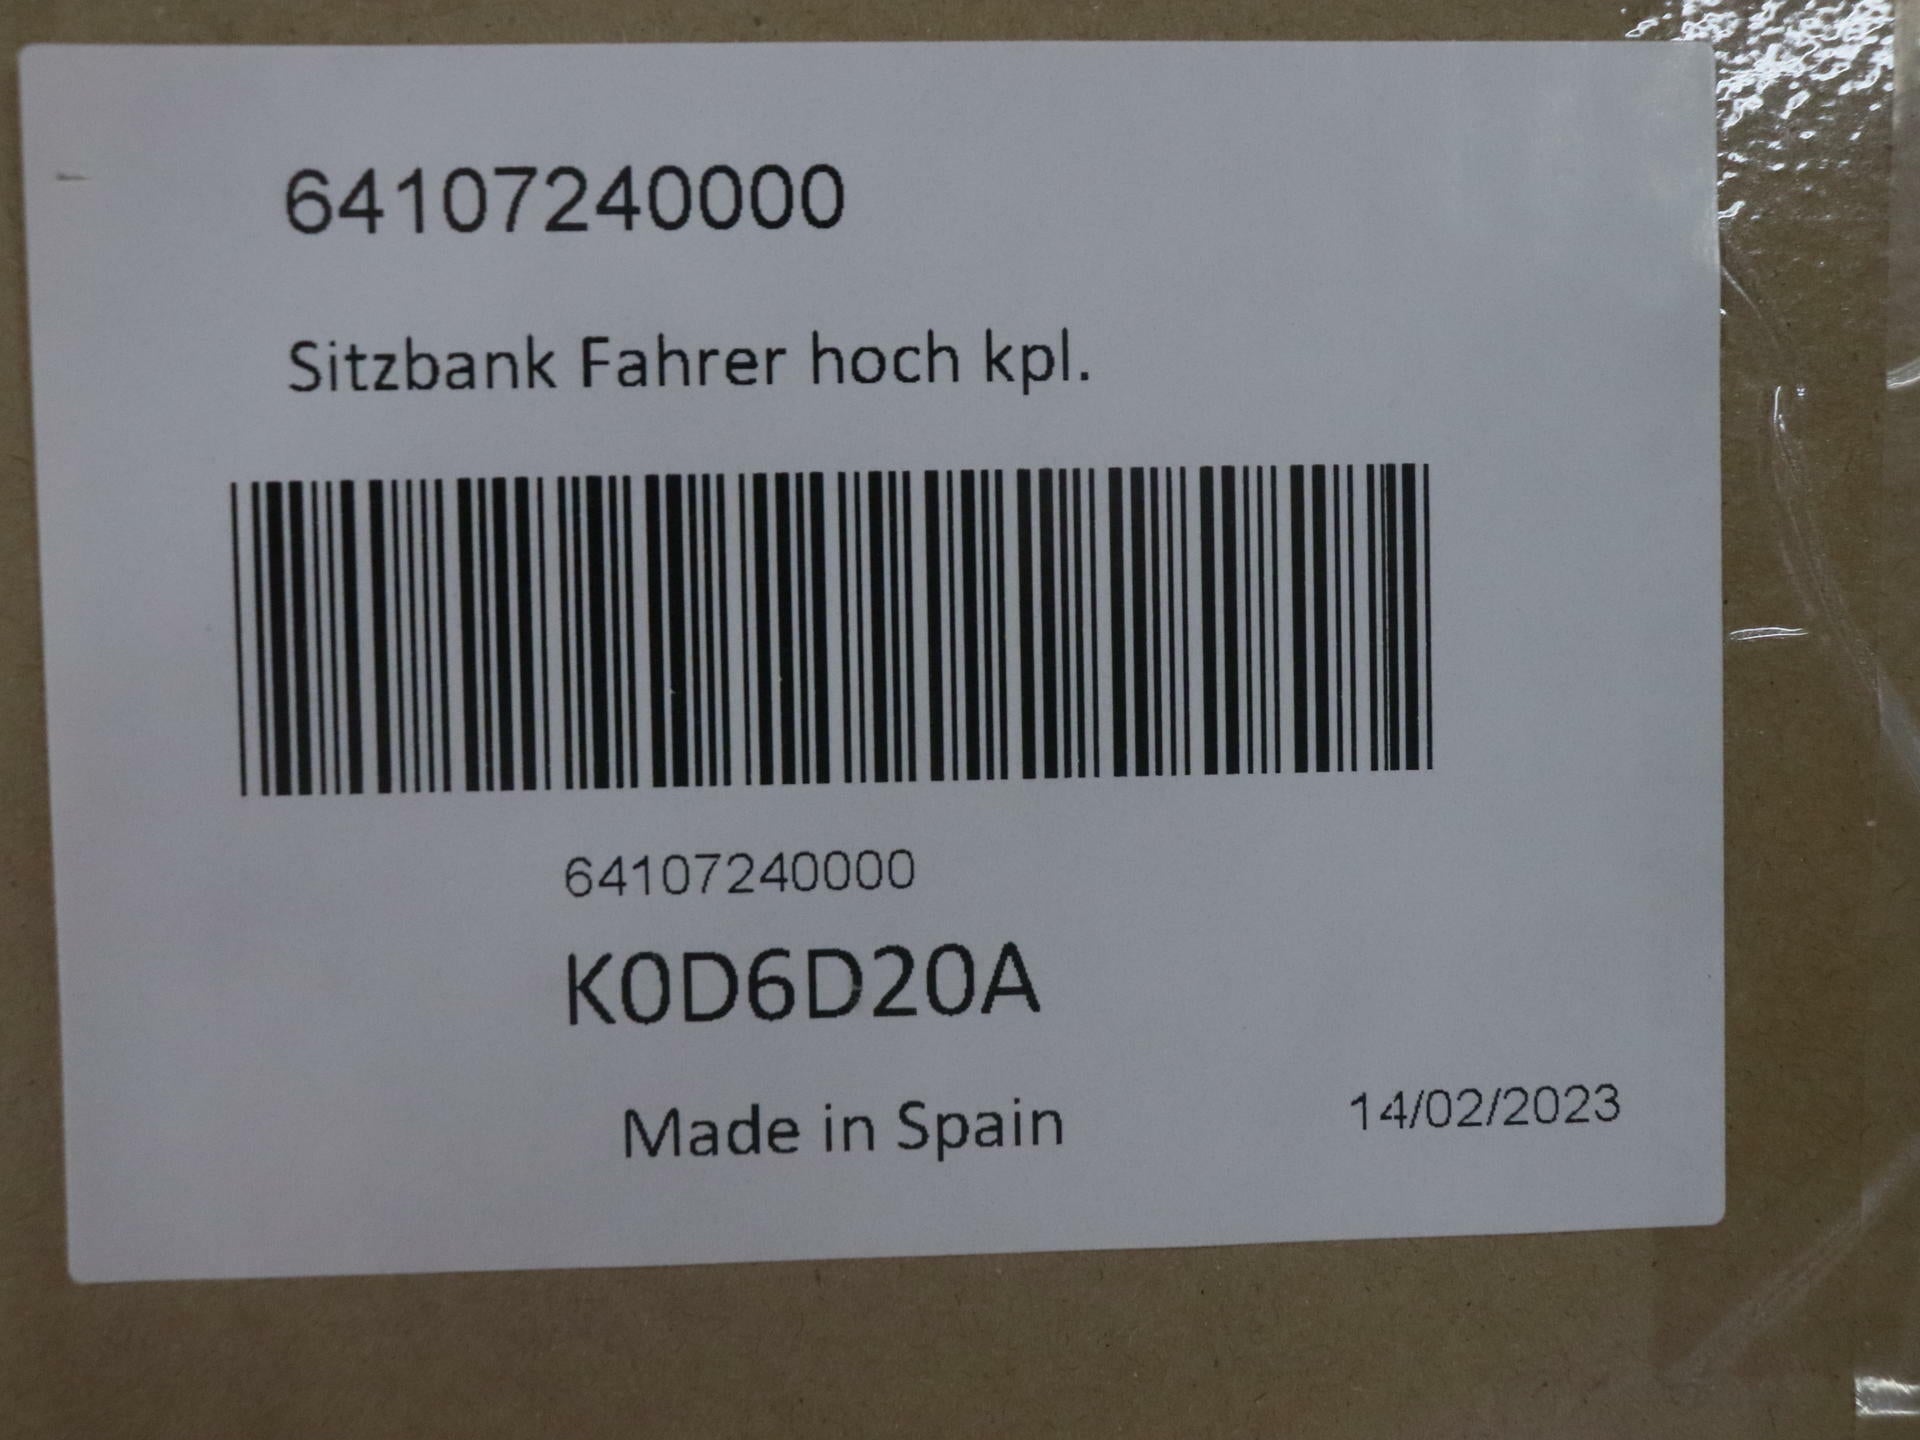 64107240000
Sitzbank Fahrer hoch kpl.
64107240000
K0D6D20A
Made in Spain
14/02/2023